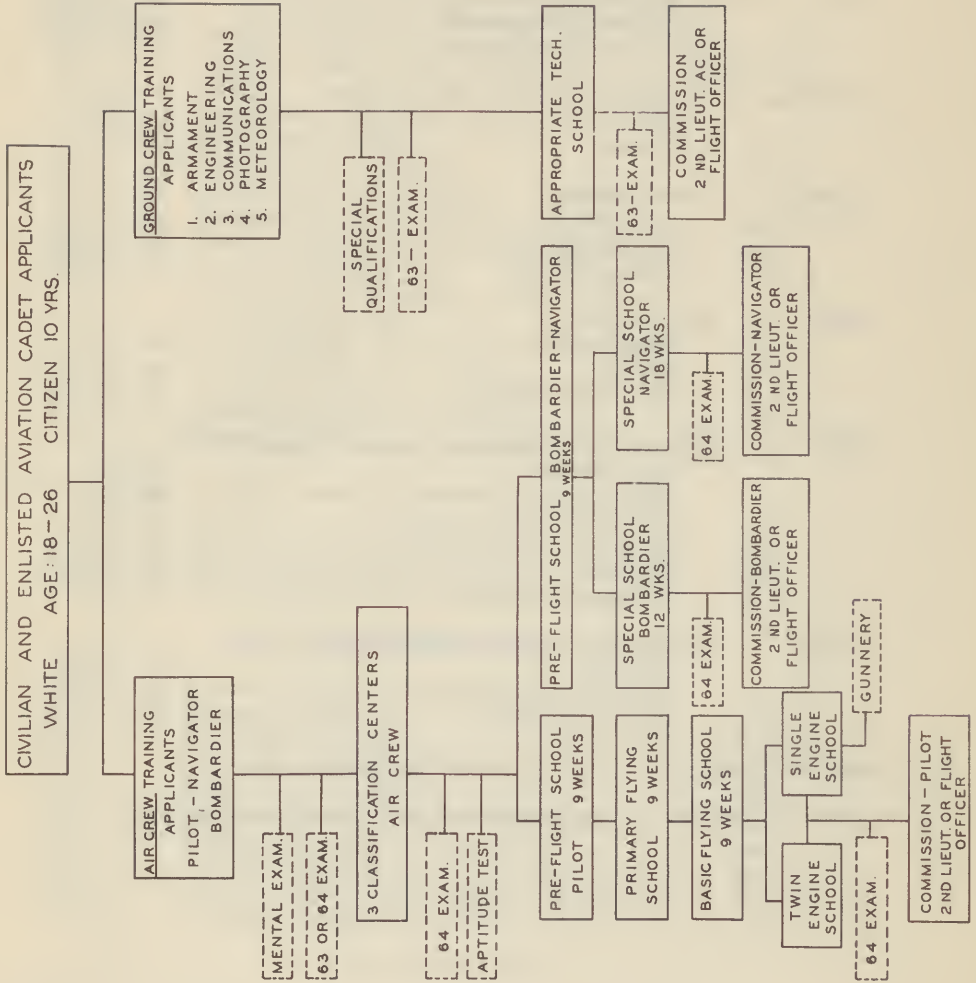 CIVILIAN AND ENLISTED AVIATION CADET APPLICANTS
WHITE AGE: 18-26 CITIZEN 10 YRS.
AIR CREW TRAINING
APPLICANTS
PILOT, - NAVIGATOR
BOMBARDIER
MENTAL EXAM.
63 OR 64 EXAM.
3 CLASSIFICATION CENTERS
AIR CREW
64 EXAM.
APTITUDE TEST
PRE-FLIGHT SCHOOL
PILOT 9 WEEKS
PRIMARY FLYING
SCHOOL 9 WEEKS
BASIC FLYING SCHOOL
9 WEEKS
TWIN
ENGINE
SCHOOL
SINGLE
ENGINE
SCHOOL
GUNNERY
64 EXAM.
COMMISSION - PILOT
2ND LIEUT. OR FLIGHT
OFFICER
PRE-FLIGHT SCHOOL BOMBARDIER-NAVIGATOR
9 WEEKS
SPECIAL SCHOOL
BOMBARDIER
12 WKS.
64 EXAM.
COMMISSION-BOMBARDIER
2 ND LIEUT. OR
FLIGHT OFFICER
SPECIAL SCHOOL
NAVIGATOR
18 WKS.
64 EXAM.
COMMISSION-NAVIGATOR
2 ND LIEUT. OR
FLIGHT OFFICER
GROUND CREW TRAINING
APPLICANTS
1. ARMAMENT
2. ENGINEERING
3. COMMUNICATIONS
4. PHOTOGRAPHY
5. METEOROLOGY
SPECIAL
QUALIFICATIONS
63 - EXAM.
APPROPRIATE TECH.
SCHOOL
63-EXAM.
COMMISSION
2 ND LIEUT. AC OR
FLIGHT OFFICER